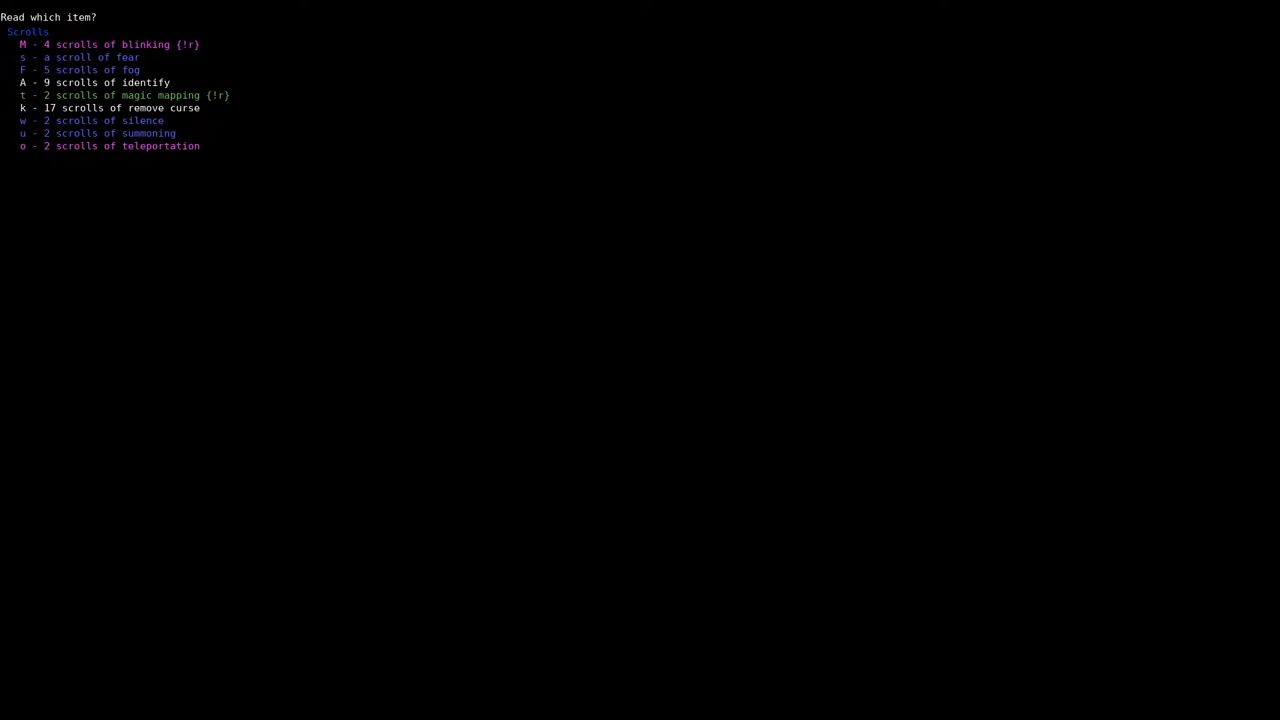 Read which item?
Scrolls
M - 4 scrolls of blinking {!r}
s - a scroll of fear
F - 5 scrolls of fog
A - 9 scrolls of identify
t - 2 scrolls of magic mapping {!r}
k - 17 scrolls of remove curse
w - 2 scrolls of silence
u - 2 scrolls of summoning
o - 2 scrolls of teleportation